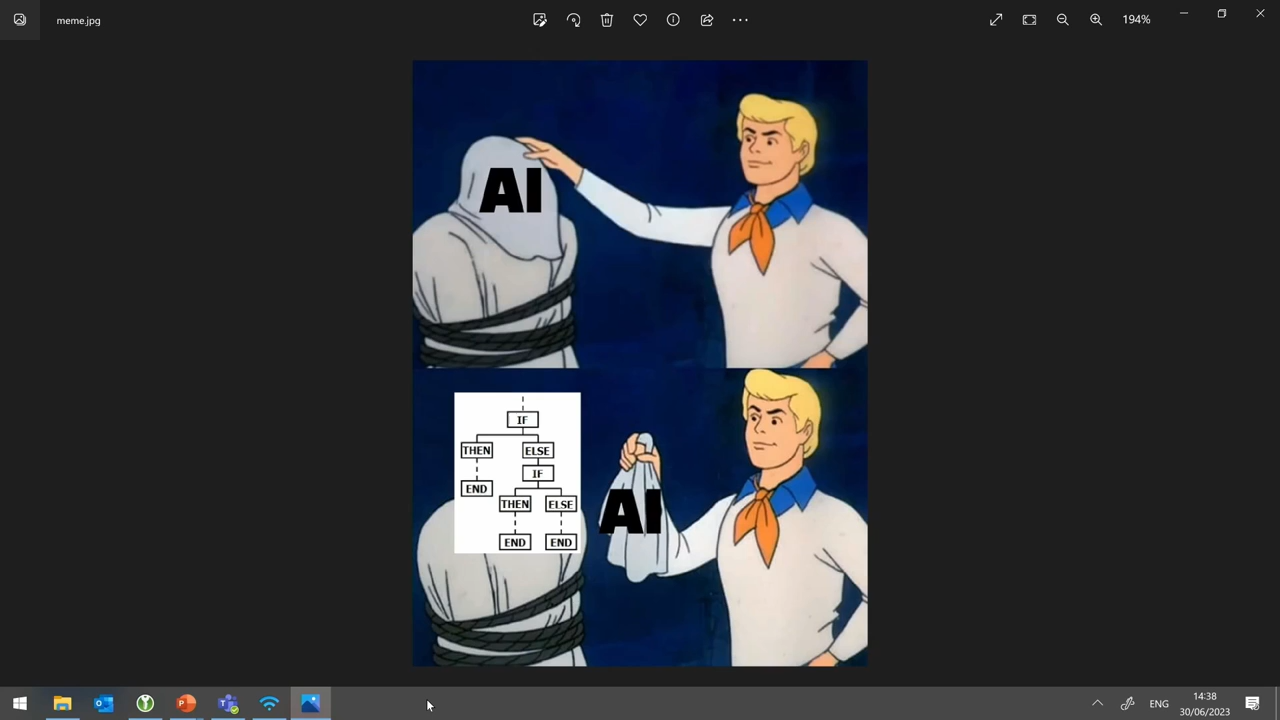 meme.jpg
194%
AI
IF
THEN ELSE
IF
END
THEN ELSE
END END
AI
ENG
14:38
30/06/2023